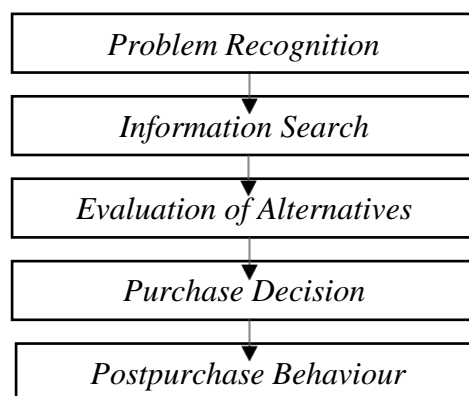 Problem Recognition
Information Search
Evaluation of Alternatives
Purchase Decision
Postpurchase Behaviour